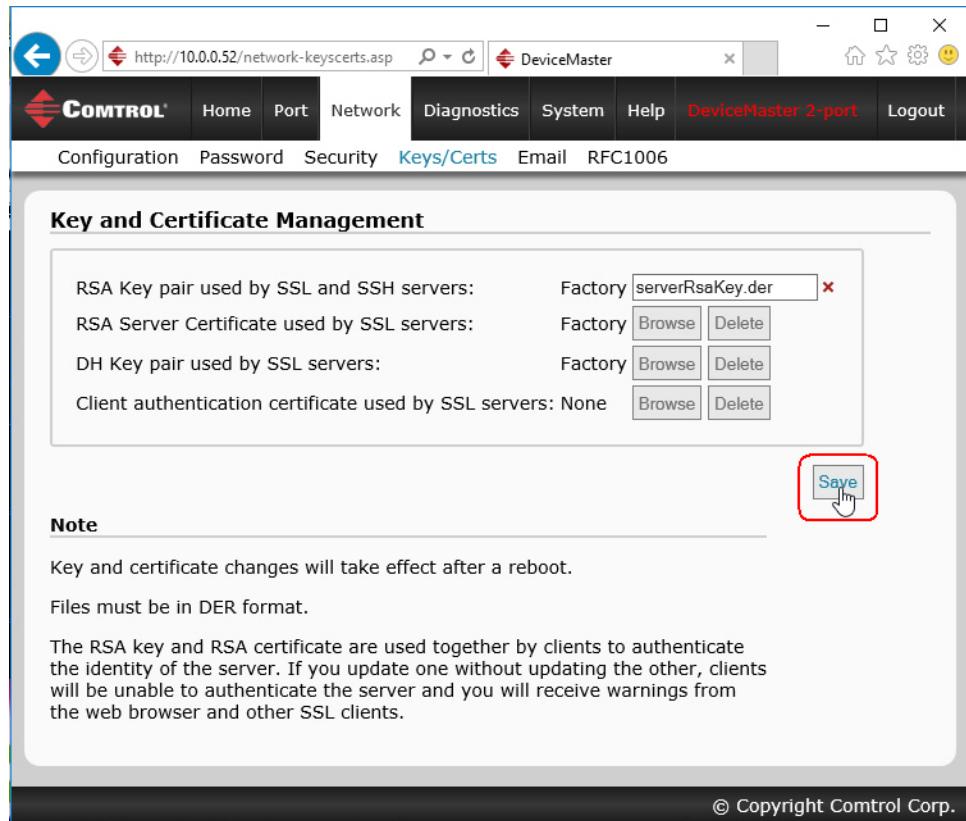 http://10.0.0.52/network-keyscerts.asp DeviceMaster
COMTROL Home Port Network Diagnostics System Help DeviceMaster 2-port Logout
Configuration Password Security Keys/Certs Email RFC1006
Key and Certificate Management
RSA Key pair used by SSL and SSH servers: Factory serverRsaKey.der
RSA Server Certificate used by SSL servers: Factory Browse Delete
DH Key pair used by SSL servers: Factory Browse Delete
Client authentication certificate used by SSL servers: None Browse Delete
Save
Note
Key and certificate changes will take effect after a reboot.
Files must be in DER format.
The RSA key and RSA certificate are used together by clients to authenticate
the identity of the server. If you update one without updating the other, clients
will be unable to authenticate the server and you will receive warnings from
the web browser and other SSL clients.
© Copyright Comtrol Corp.